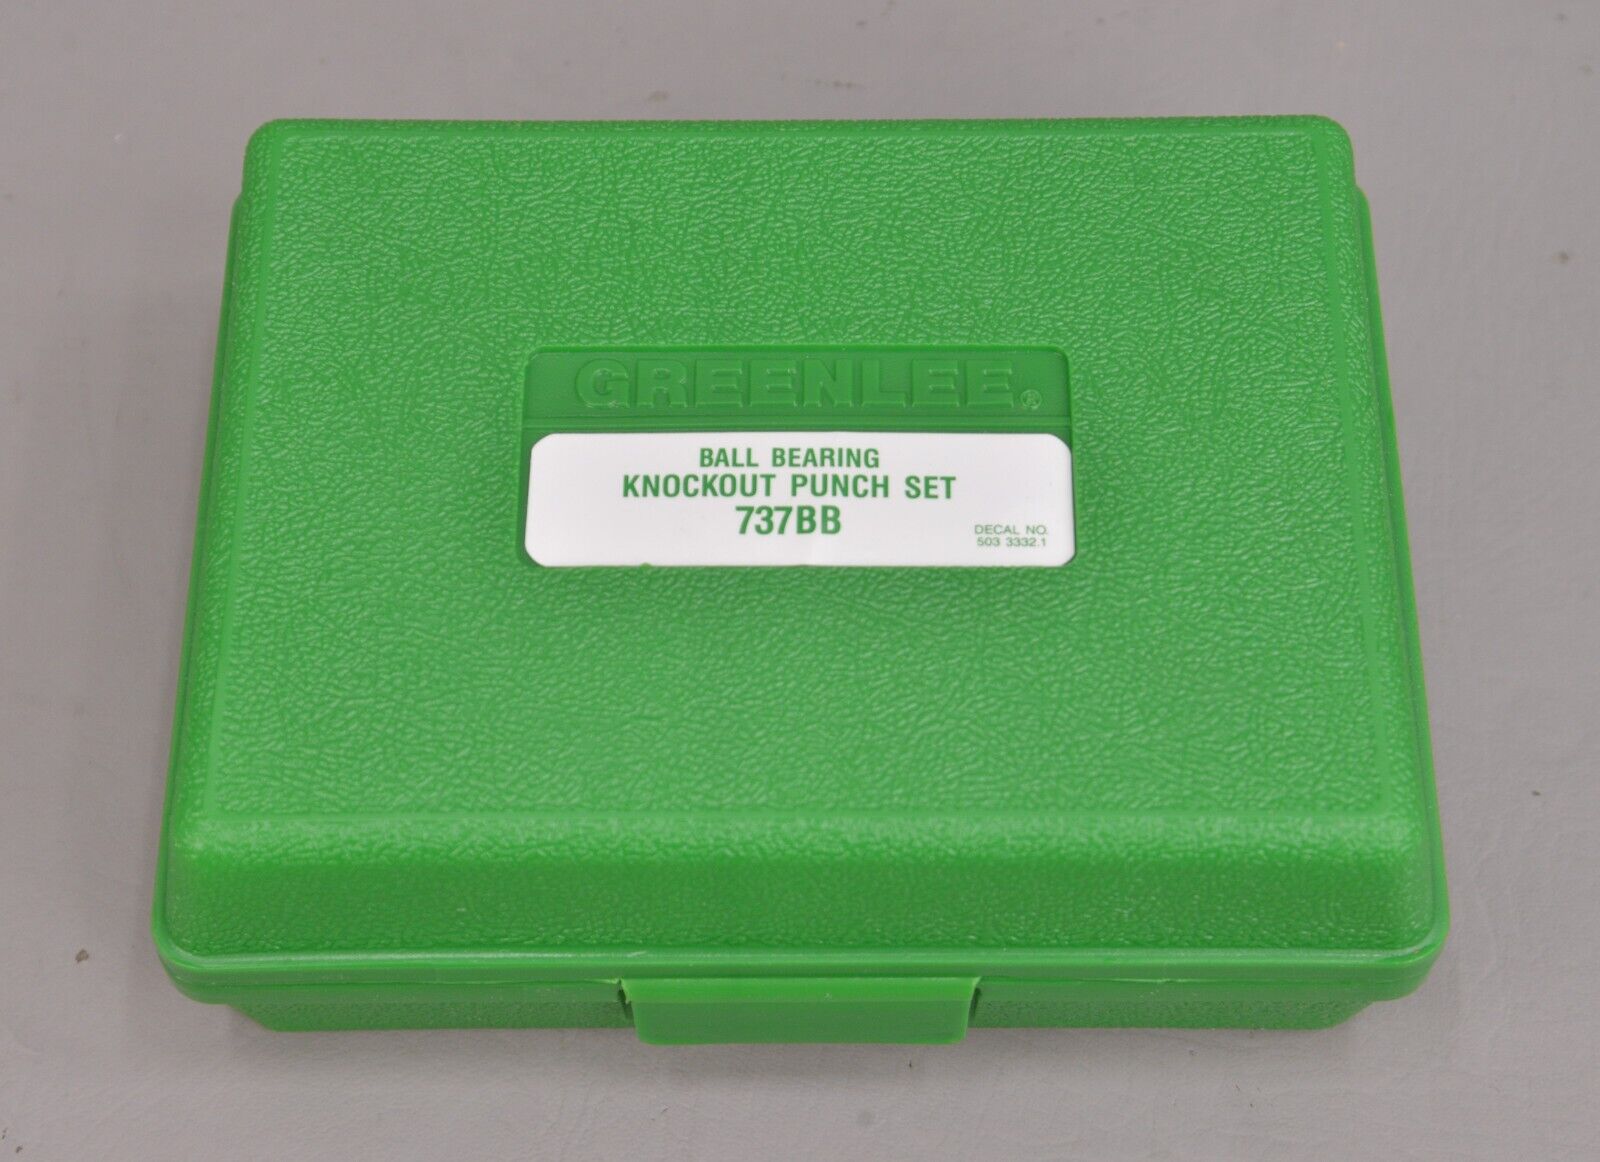 GREENLEE®
BALL BEARING
KNOCKOUT PUNCH SET
737BB
DECAL NO.
503 3332.1